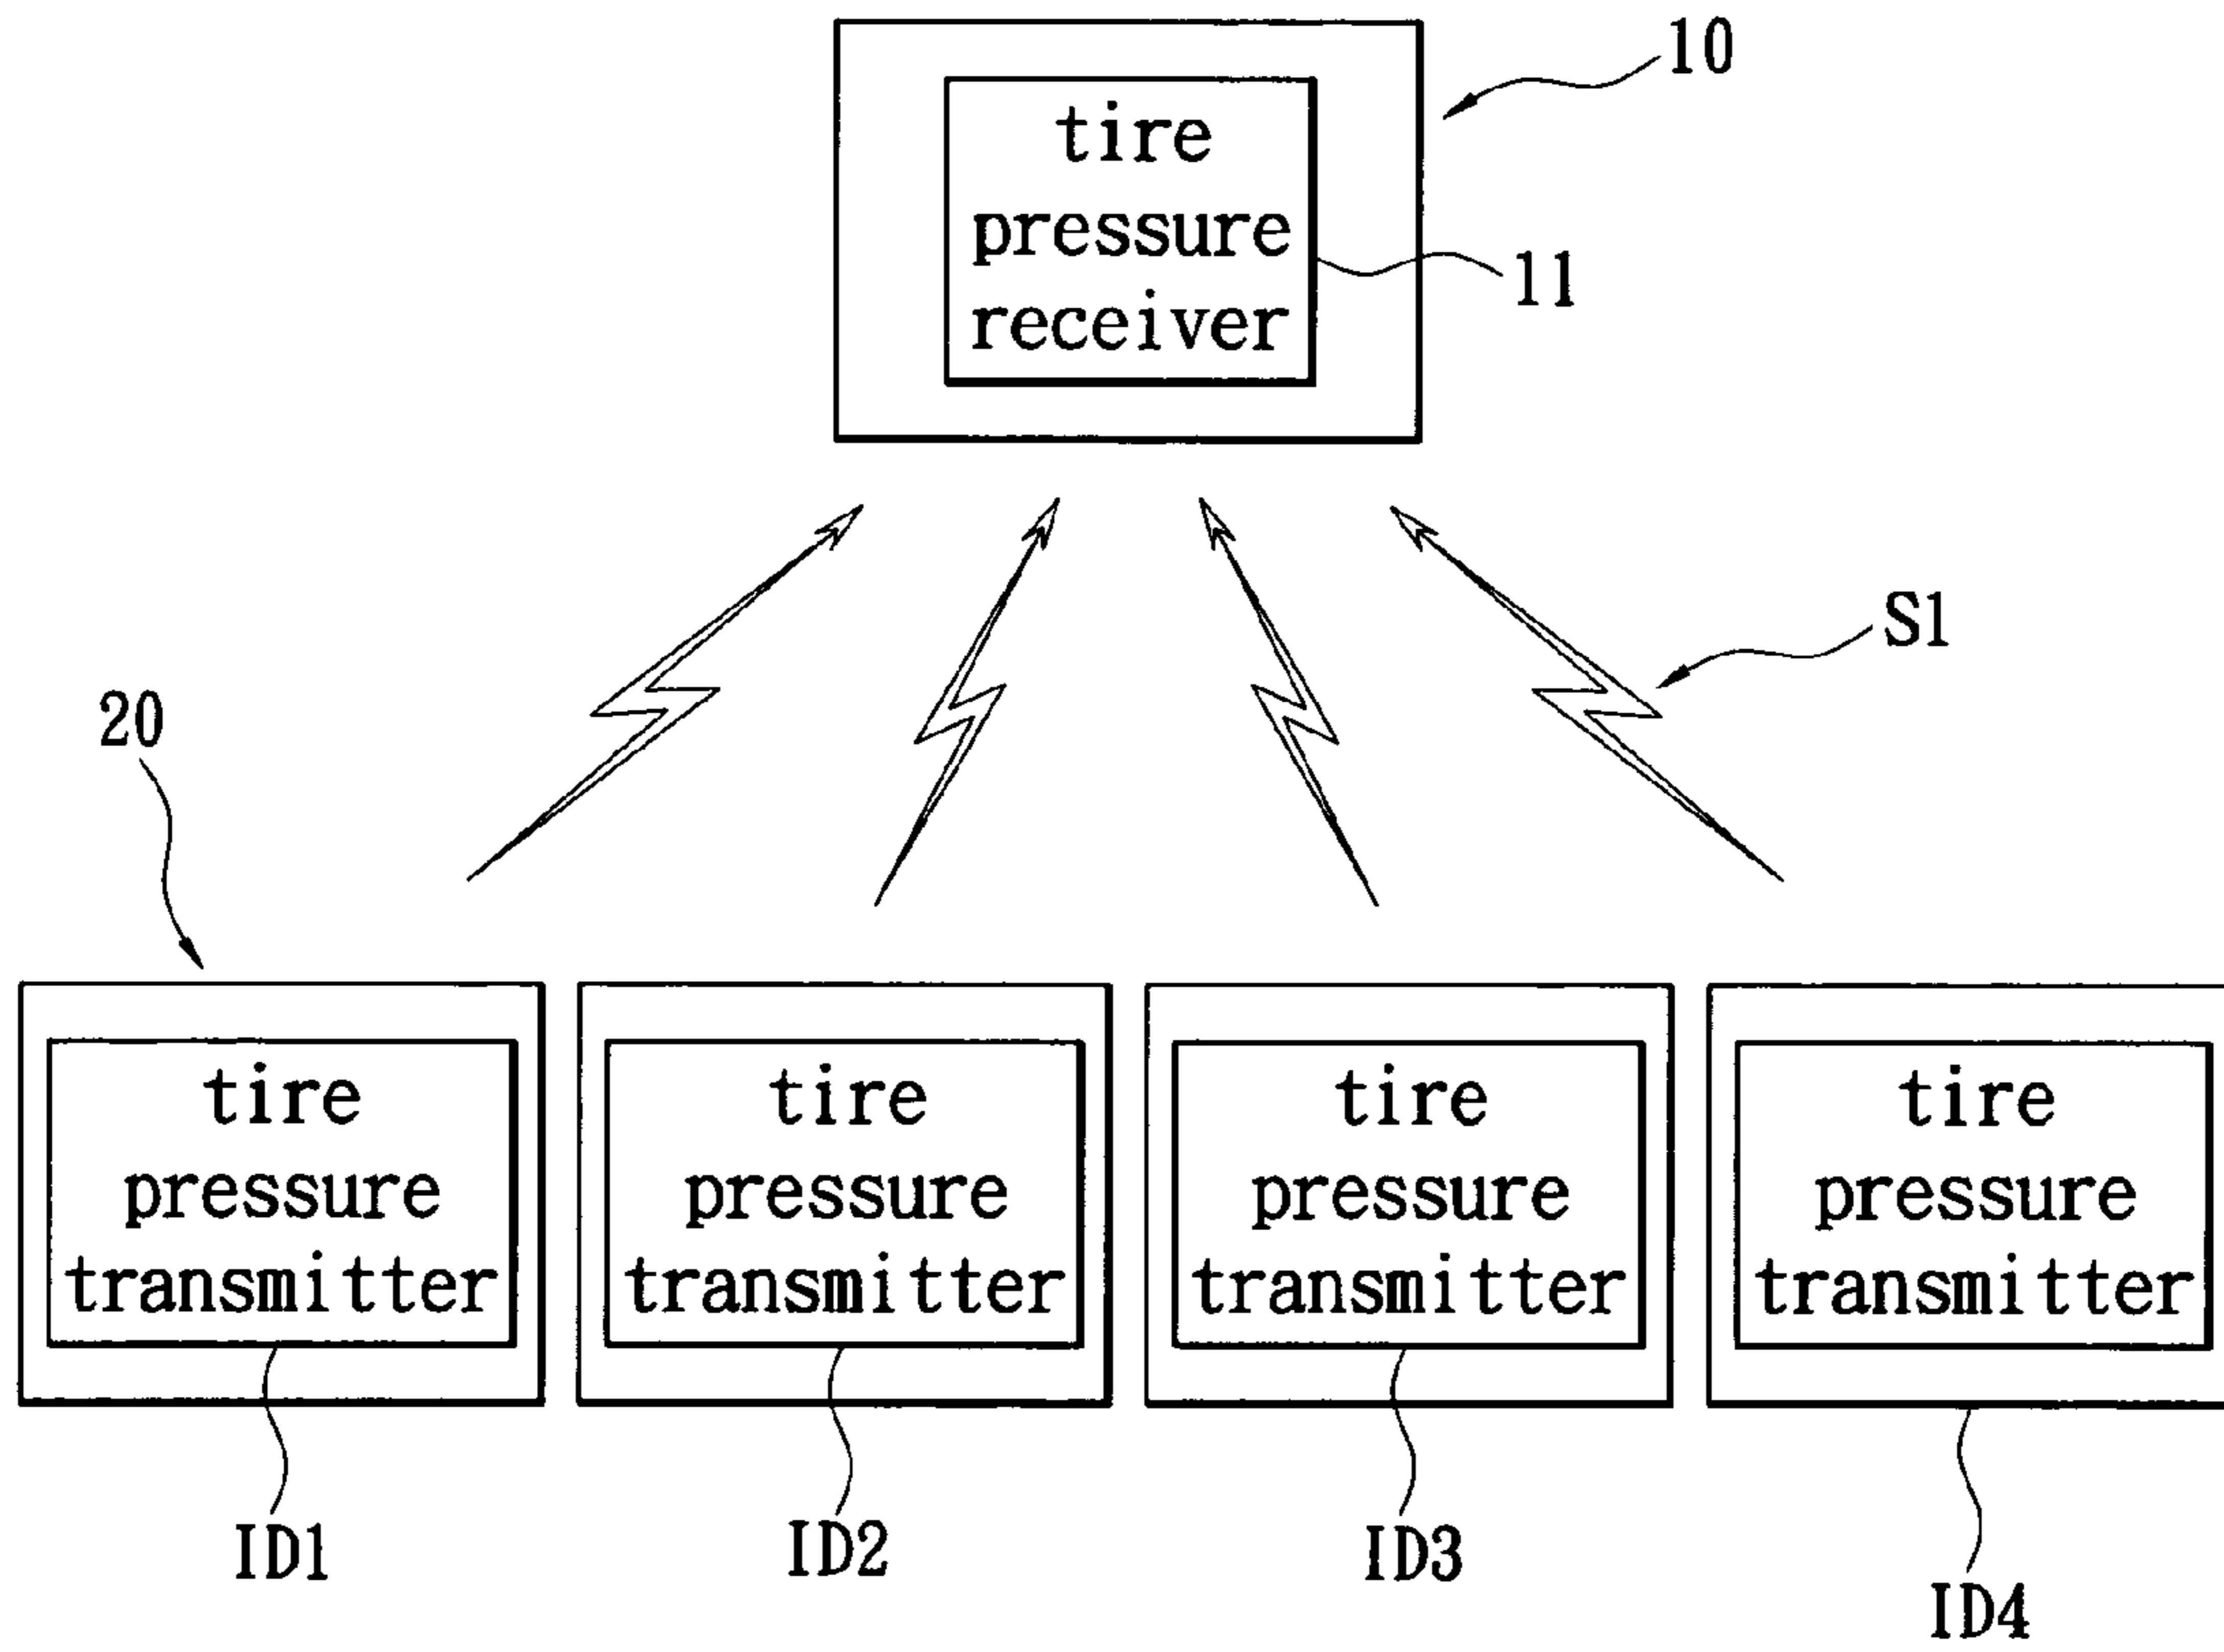 10
tire
pressure
receiver
11
S1
20
tire
pressure
transmitter
tire
pressure
transmitter
tire
pressure
transmitter
tire
pressure
transmitter
ID1
ID2
ID3
ID4